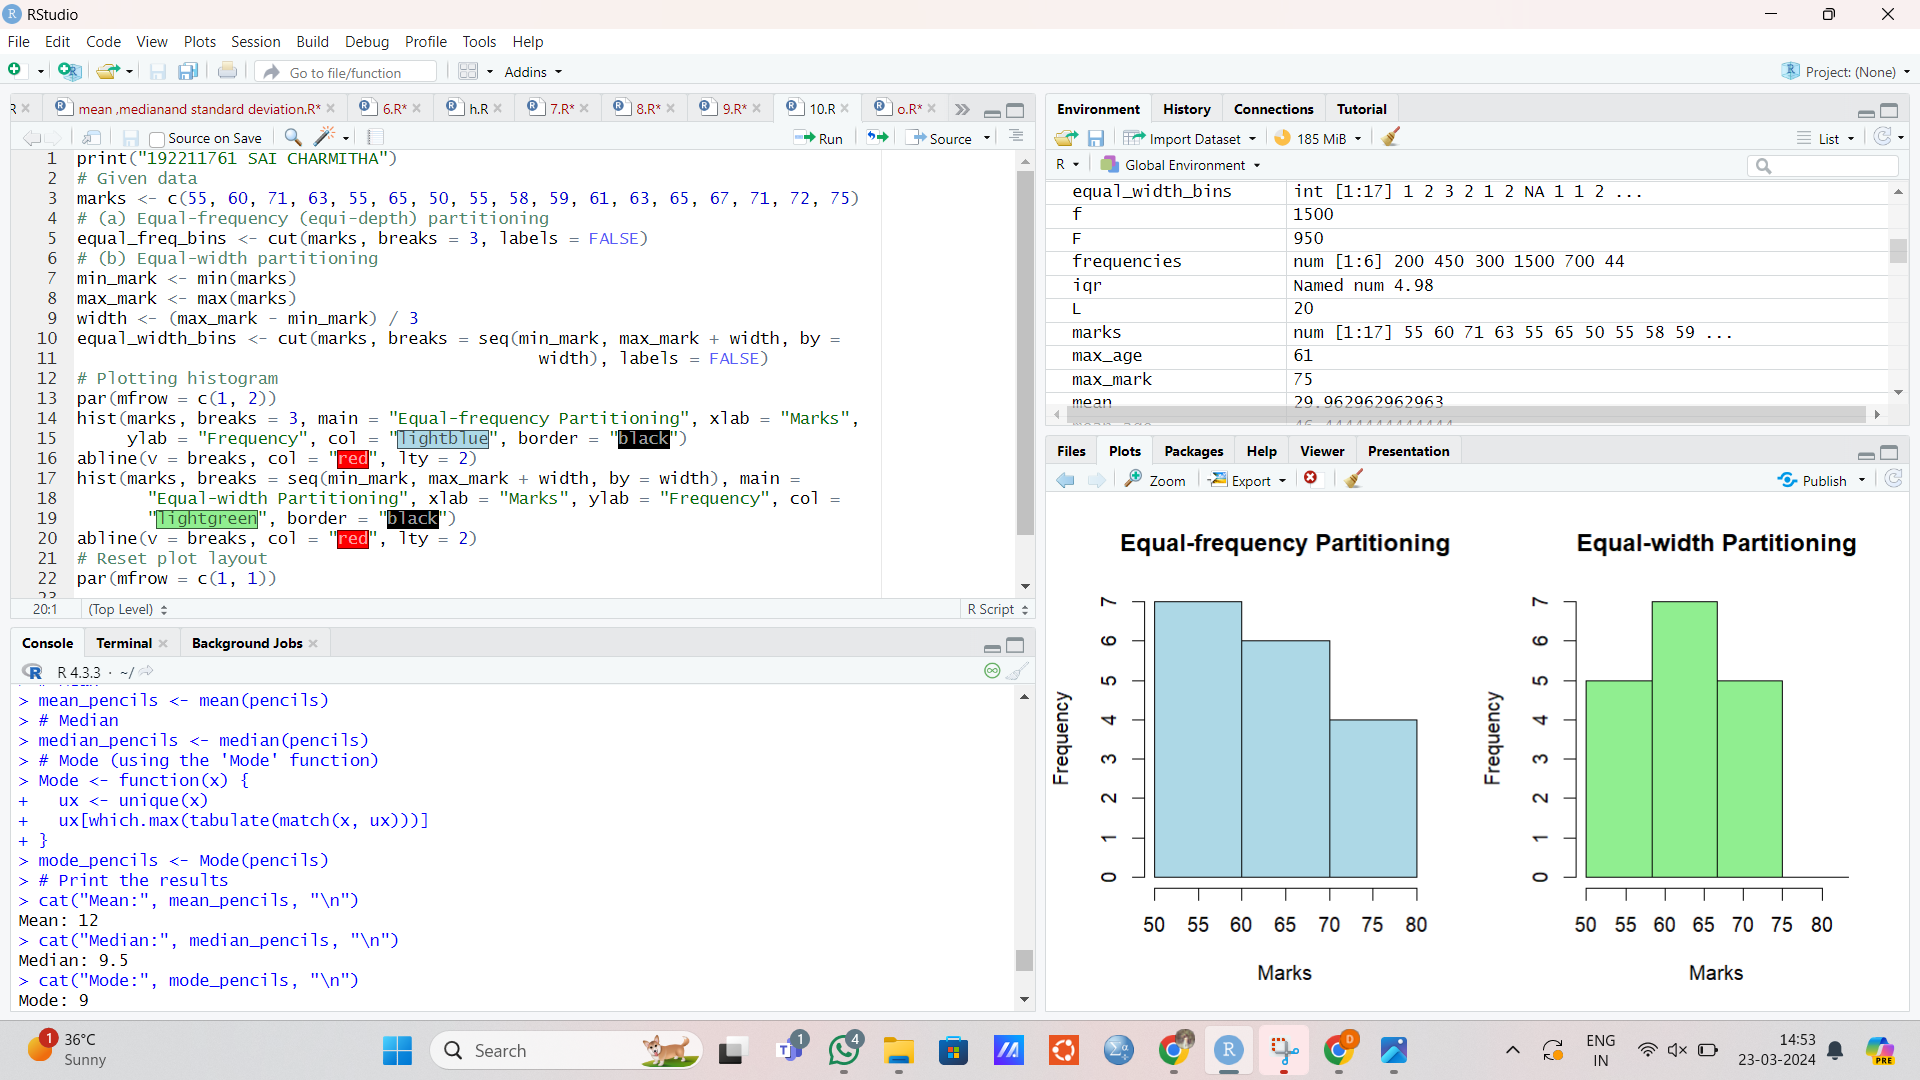 RStudio
File Edit Code View Plots Session Build Debug Profile Tools Help
Go to file/function Addins Project: (None)
R mean ,medianand standard deviation.R* 6.R* h.R 7.R* 8.R* 9.R* 10.R o.R*
Source on Save Run Source
1 print("192211761 SAI CHARMITHA")
2 # Given data
3 marks <- c(55, 60, 71, 63, 55, 65, 50, 55, 58, 59, 61, 63, 65, 67, 71, 72, 75)
4 # (a) Equal-frequency (equi-depth) partitioning
5 equal_freq_bins <- cut(marks, breaks = 3, labels = FALSE)
6 # (b) Equal-width partitioning
7 min_mark <- min(marks)
8 max_mark <- max(marks)
9 width <- (max_mark - min_mark) / 3
10 equal_width_bins <- cut(marks, breaks = seq(min_mark, max_mark + width, by =
11 width), labels = FALSE)
12 # Plotting histogram
13 par(mfrow = c(1, 2))
14 hist(marks, breaks = 3, main = "Equal-frequency Partitioning", xlab = "Marks",
15 ylab = "Frequency", col = "lightblue", border = "black")
16 abline(v = breaks, col = "red", lty = 2)
17 hist(marks, breaks = seq(min_mark, max_mark + width, by = width), main =
18 "Equal-width Partitioning", xlab = "Marks", ylab = "Frequency", col =
19 "lightgreen", border = "black")
20 abline(v = breaks, col = "red", lty = 2)
21 # Reset plot layout
22 par(mfrow = c(1, 1))
23
20:1 (Top Level) R Script
Console Terminal Background Jobs
R 4.3.3 · ~/
> mean_pencils <- mean(pencils)
> # Median
> median_pencils <- median(pencils)
> # Mode (using the 'Mode' function)
> Mode <- function(x) {
+ ux <- unique(x)
+ ux[which.max(tabulate(match(x, ux)))]
+ }
> mode_pencils <- Mode(pencils)
> # Print the results
> cat("Mean:", mean_pencils, "\n")
Mean: 12
> cat("Median:", median_pencils, "\n")
Median: 9.5
> cat("Mode:", mode_pencils, "\n")
Mode: 9
Environment History Connections Tutorial
Import Dataset 185 MiB List
R Global Environment
equal_width_bins int [1:17] 1 2 3 2 1 2 NA 1 1 2 ...
f 1500
F 950
frequencies num [1:6] 200 450 300 1500 700 44
iqr Named num 4.98
L 20
marks num [1:17] 55 60 71 63 55 65 50 55 58 59 ...
max_age 61
max_mark 75
mean 29.962962962963
Files Plots Packages Help Viewer Presentation
Zoom Export Publish
Equal-frequency Partitioning
Frequency
7
6
5
4
3
2
1
0
50 55 60 65 70 75 80
Marks
Equal-width Partitioning
Frequency
7
6
5
4
3
2
1
0
50 55 60 65 70 75 80
Marks
1 36°C
Sunny
Search
1
4
D
ENG
IN
14:53
23-03-2024
PRE